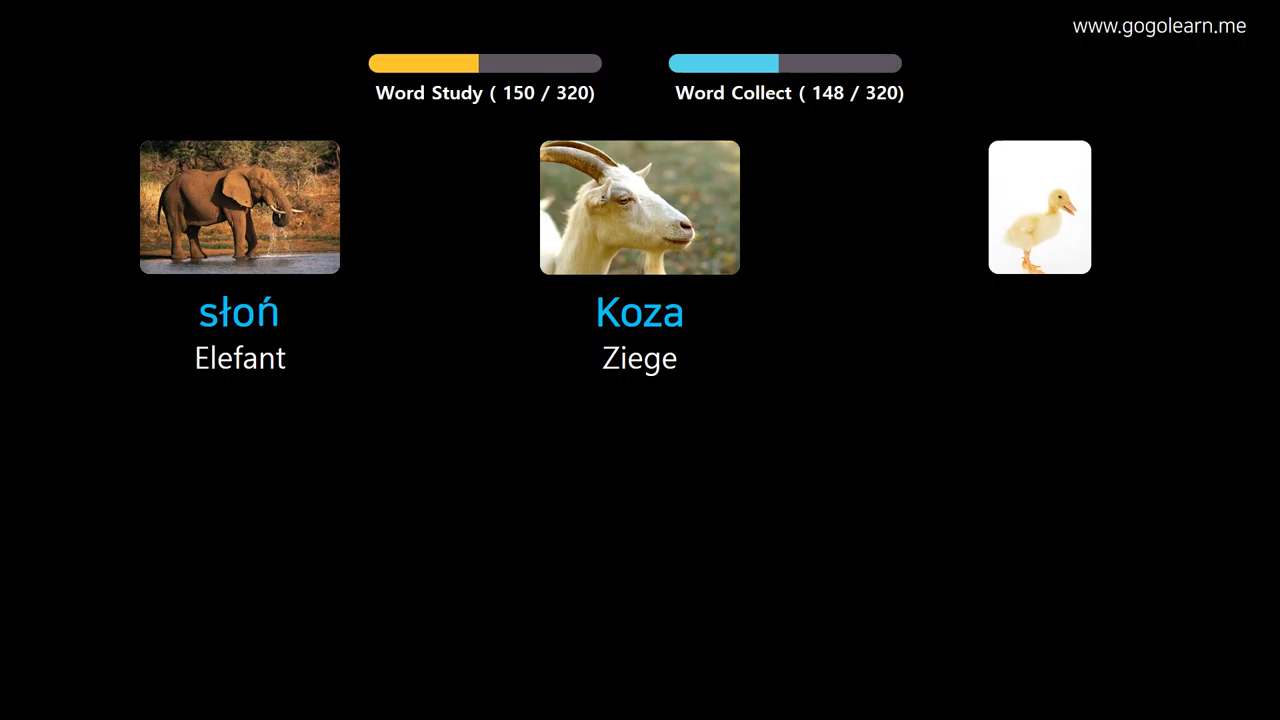 www.gogolearn.me
Word Study ( 150 / 320)
Word Collect ( 148 / 320)
słoń
Elefant
Koza
Ziege